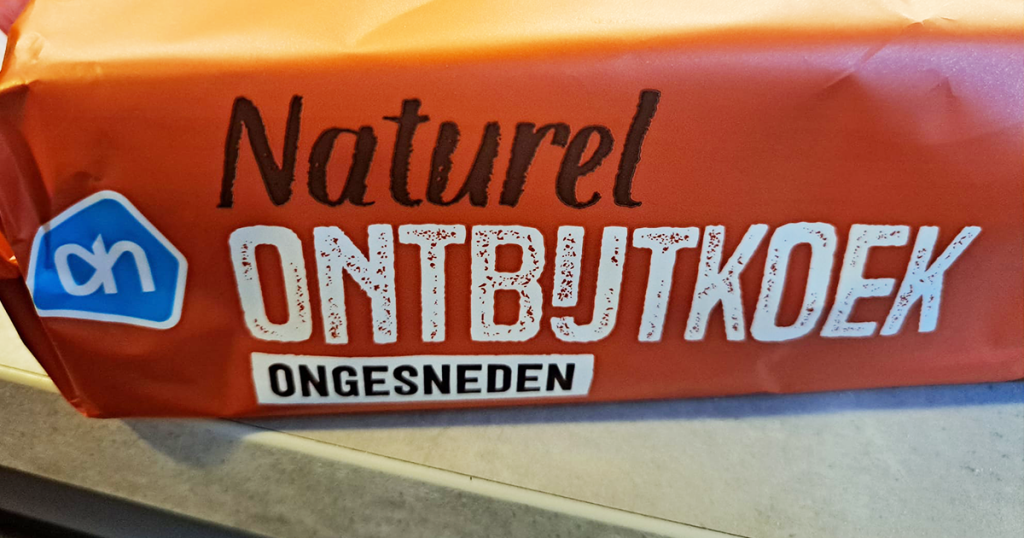 Naturel
ah
ONTBIJTKOEK
ONGESNEDEN